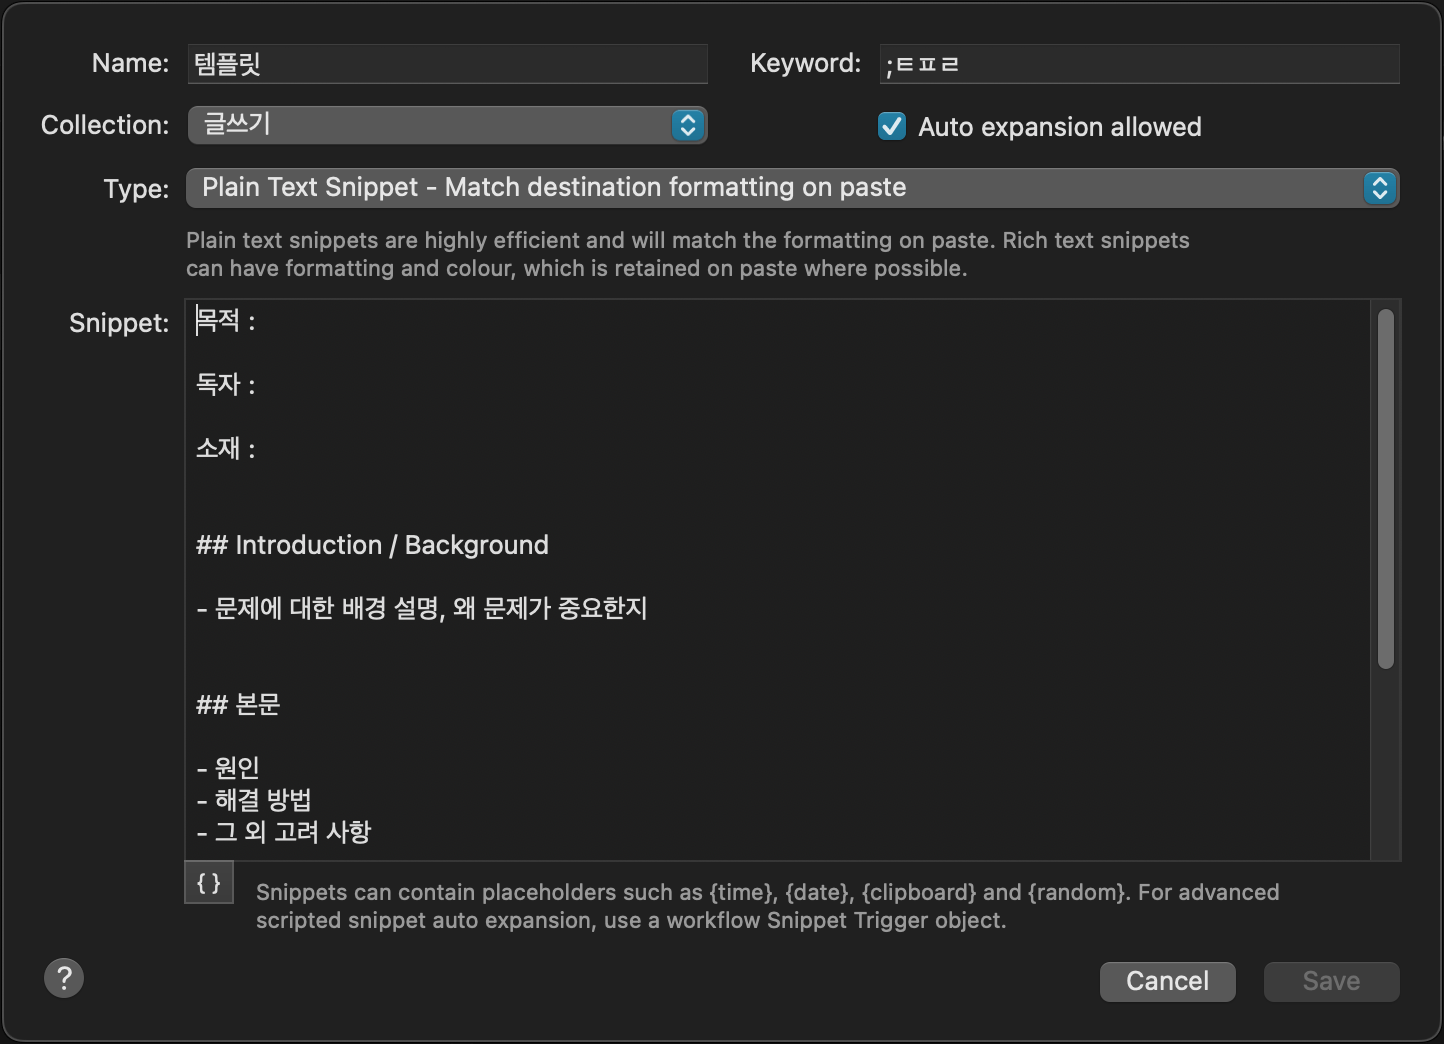 Name: 템플릿
Keyword: ;ㅌㅍㄹ
Collection: 글쓰기
Auto expansion allowed
Type: Plain Text Snippet - Match destination formatting on paste
Plain text snippets are highly efficient and will match the formatting on paste. Rich text snippets
can have formatting and colour, which is retained on paste where possible.
Snippet:
목적 :
독자 :
소재 :
## Introduction / Background
- 문제에 대한 배경 설명, 왜 문제가 중요한지
## 본문
- 원인
- 해결 방법
- 그 외 고려 사항
{ }
Snippets can contain placeholders such as {time}, {date}, {clipboard} and {random}. For advanced
scripted snippet auto expansion, use a workflow Snippet Trigger object.
?
Cancel
Save